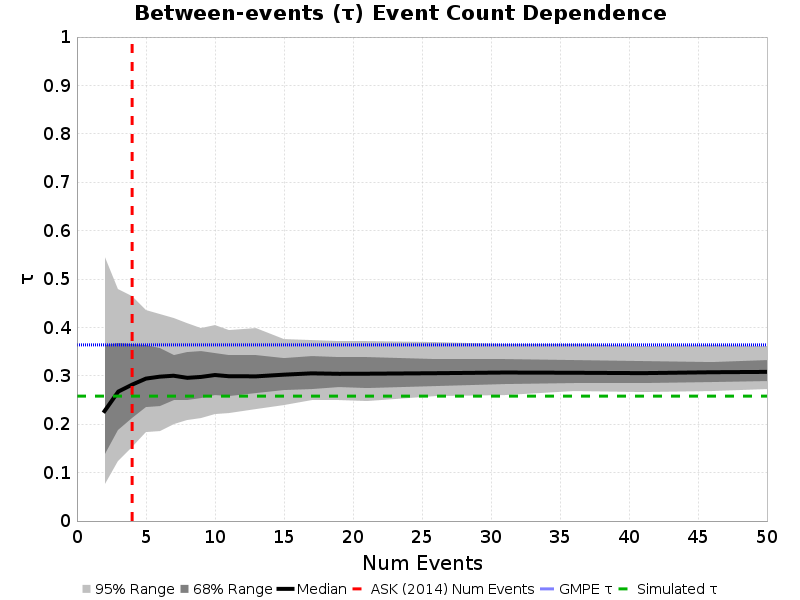 Between-events (τ) Event Count Dependence
1
0.9
0.8
0.7
0.6
0.5
0.4
0.3
0.2
0.1
0
τ
0 5 10 15 20 25 30 35 40 45 50
Num Events
95% Range 68% Range Median ASK (2014) Num Events GMPE τ Simulated τ